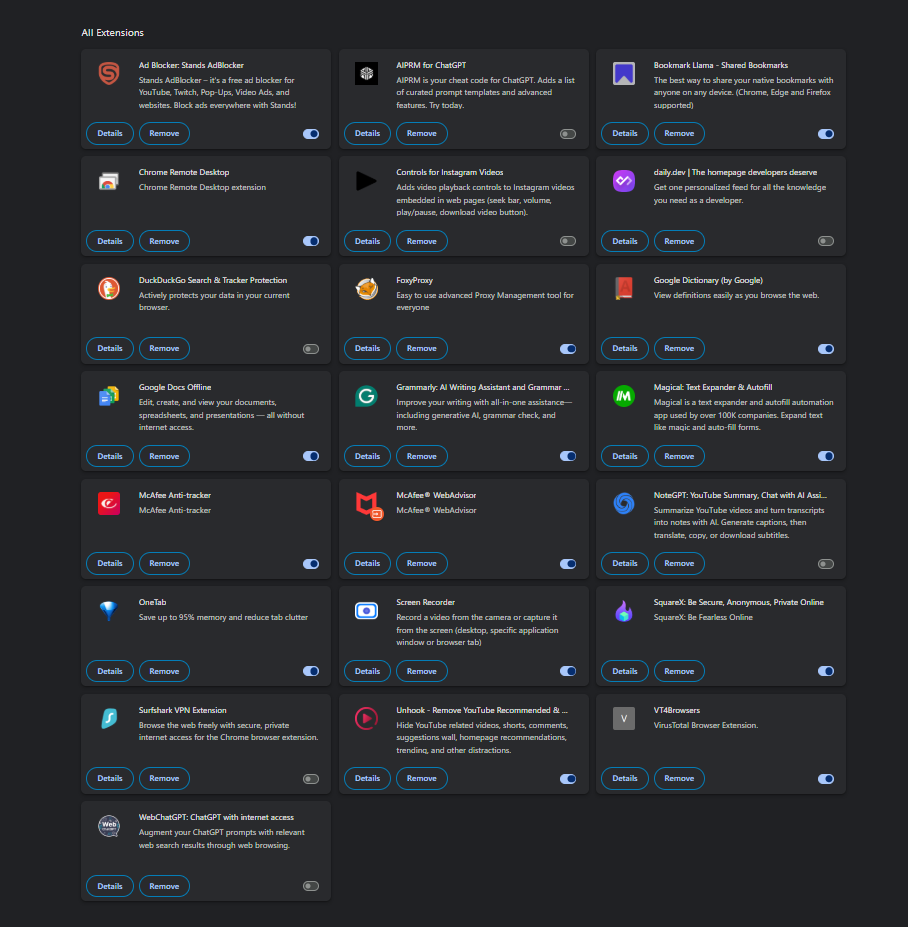 All Extensions
Ad Blocker: Stands AdBlocker
Stands AdBlocker – it's a free ad blocker for
YouTube, Twitch, Pop-Ups, Video Ads, and
websites. Block ads everywhere with Stands!
Details Remove
AIPRM for ChatGPT
AIPRM is your cheat code for ChatGPT. Adds a list
of curated prompt templates and advanced
features. Try today.
Details Remove
Bookmark Llama - Shared Bookmarks
The best way to share your native bookmarks with
anyone on any device. (Chrome, Edge and Firefox
supported)
Details Remove
Chrome Remote Desktop
Chrome Remote Desktop extension
Details Remove
Controls for Instagram Videos
Adds video playback controls to Instagram videos
embedded in web pages (seek bar, volume,
play/pause, download video button).
Details Remove
daily.dev | The homepage developers deserve
Get one personalized feed for all the knowledge
you need as a developer.
Details Remove
DuckDuckGo Search & Tracker Protection
Actively protects your data in your current
browser.
Details Remove
FoxyProxy
Easy to use advanced Proxy Management tool for
everyone
Details Remove
Google Dictionary (by Google)
View definitions easily as you browse the web.
Details Remove
Google Docs Offline
Edit, create, and view your documents,
spreadsheets, and presentations — all without
internet access.
Details Remove
Grammarly: AI Writing Assistant and Grammar ...
Improve your writing with all-in-one assistance—
including generative AI, grammar check, and
more.
Details Remove
Magical: Text Expander & Autofill
Magical is a text expander and autofill automation
app used by over 100K companies. Expand text
like magic and auto-fill forms.
Details Remove
McAfee Anti-tracker
McAfee Anti-tracker
Details Remove
McAfee® WebAdvisor
McAfee® WebAdvisor
Details Remove
NoteGPT: YouTube Summary, Chat with AI Assi...
Summarize YouTube videos and turn transcripts
into notes with AI. Generate captions, then
translate, copy, or download subtitles.
Details Remove
OneTab
Save up to 95% memory and reduce tab clutter
Details Remove
Screen Recorder
Record a video from the camera or capture it
from the screen (desktop, specific application
window or browser tab)
Details Remove
SquareX: Be Secure, Anonymous, Private Online
SquareX: Be Fearless Online
Details Remove
Surfshark VPN Extension
Browse the web freely with secure, private
internet access for the Chrome browser extension.
Details Remove
Unhook - Remove YouTube Recommended & ...
Hide YouTube related videos, shorts, comments,
suggestions wall, homepage recommendations,
trending, and other distractions.
Details Remove
V
VT4Browsers
VirusTotal Browser Extension.
Details Remove
Web
WebChatGPT: ChatGPT with internet access
Augment your ChatGPT prompts with relevant
web search results through web browsing.
Details Remove